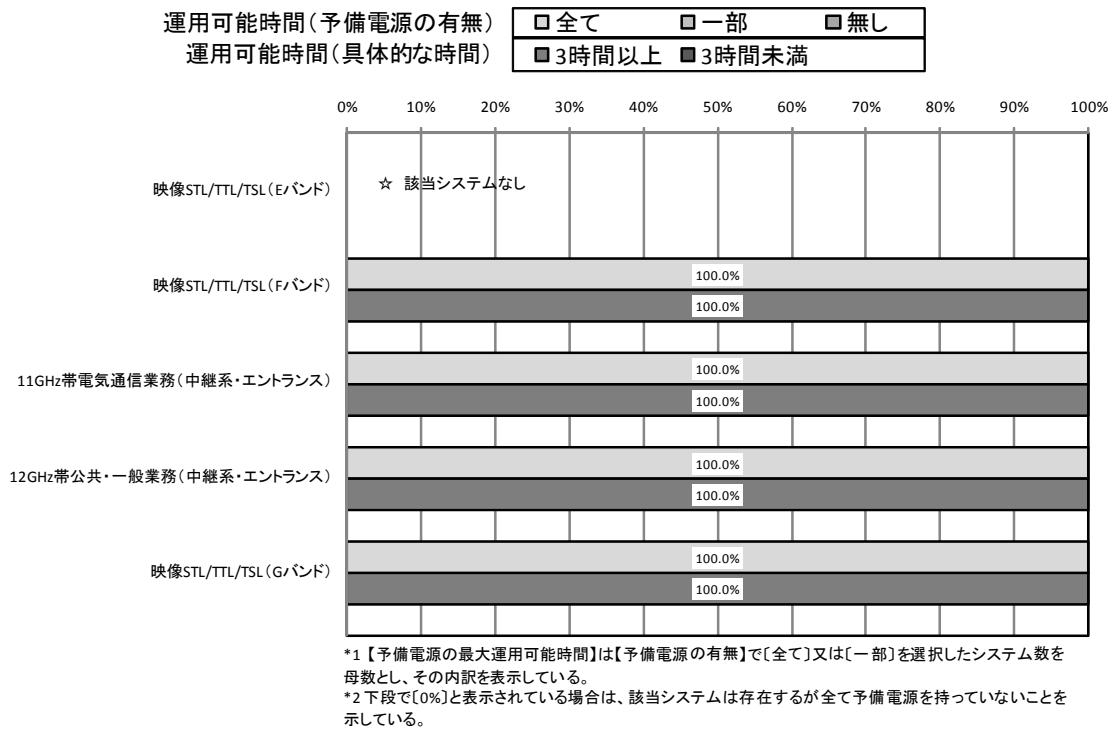 運用可能時間(予備電源の有無) 全て 一部 無し
運用可能時間(具体的な時間) 3時間以上 3時間未満
0% 10% 20% 30% 40% 50% 60% 70% 80% 90% 100%
映像STL/TTL/TSL(Eバンド) ☆ 該当システムなし
映像STL/TTL/TSL(Fバンド) 100.0%
100.0%
11GHz帯電気通信業務(中継系・エントランス) 100.0%
100.0%
12GHz帯公共・一般業務(中継系・エントランス) 100.0%
100.0%
映像STL/TTL/TSL(Gバンド) 100.0%
100.0%
*1【予備電源の最大運用可能時間】は【予備電源の有無】で〔全て〕又は〔一部〕を選択したシステム数を
母数とし、その内訳を表示している。
*2 下段で〔0%〕と表示されている場合は、該当システムは存在するが全て予備電源を持っていないことを
示している。